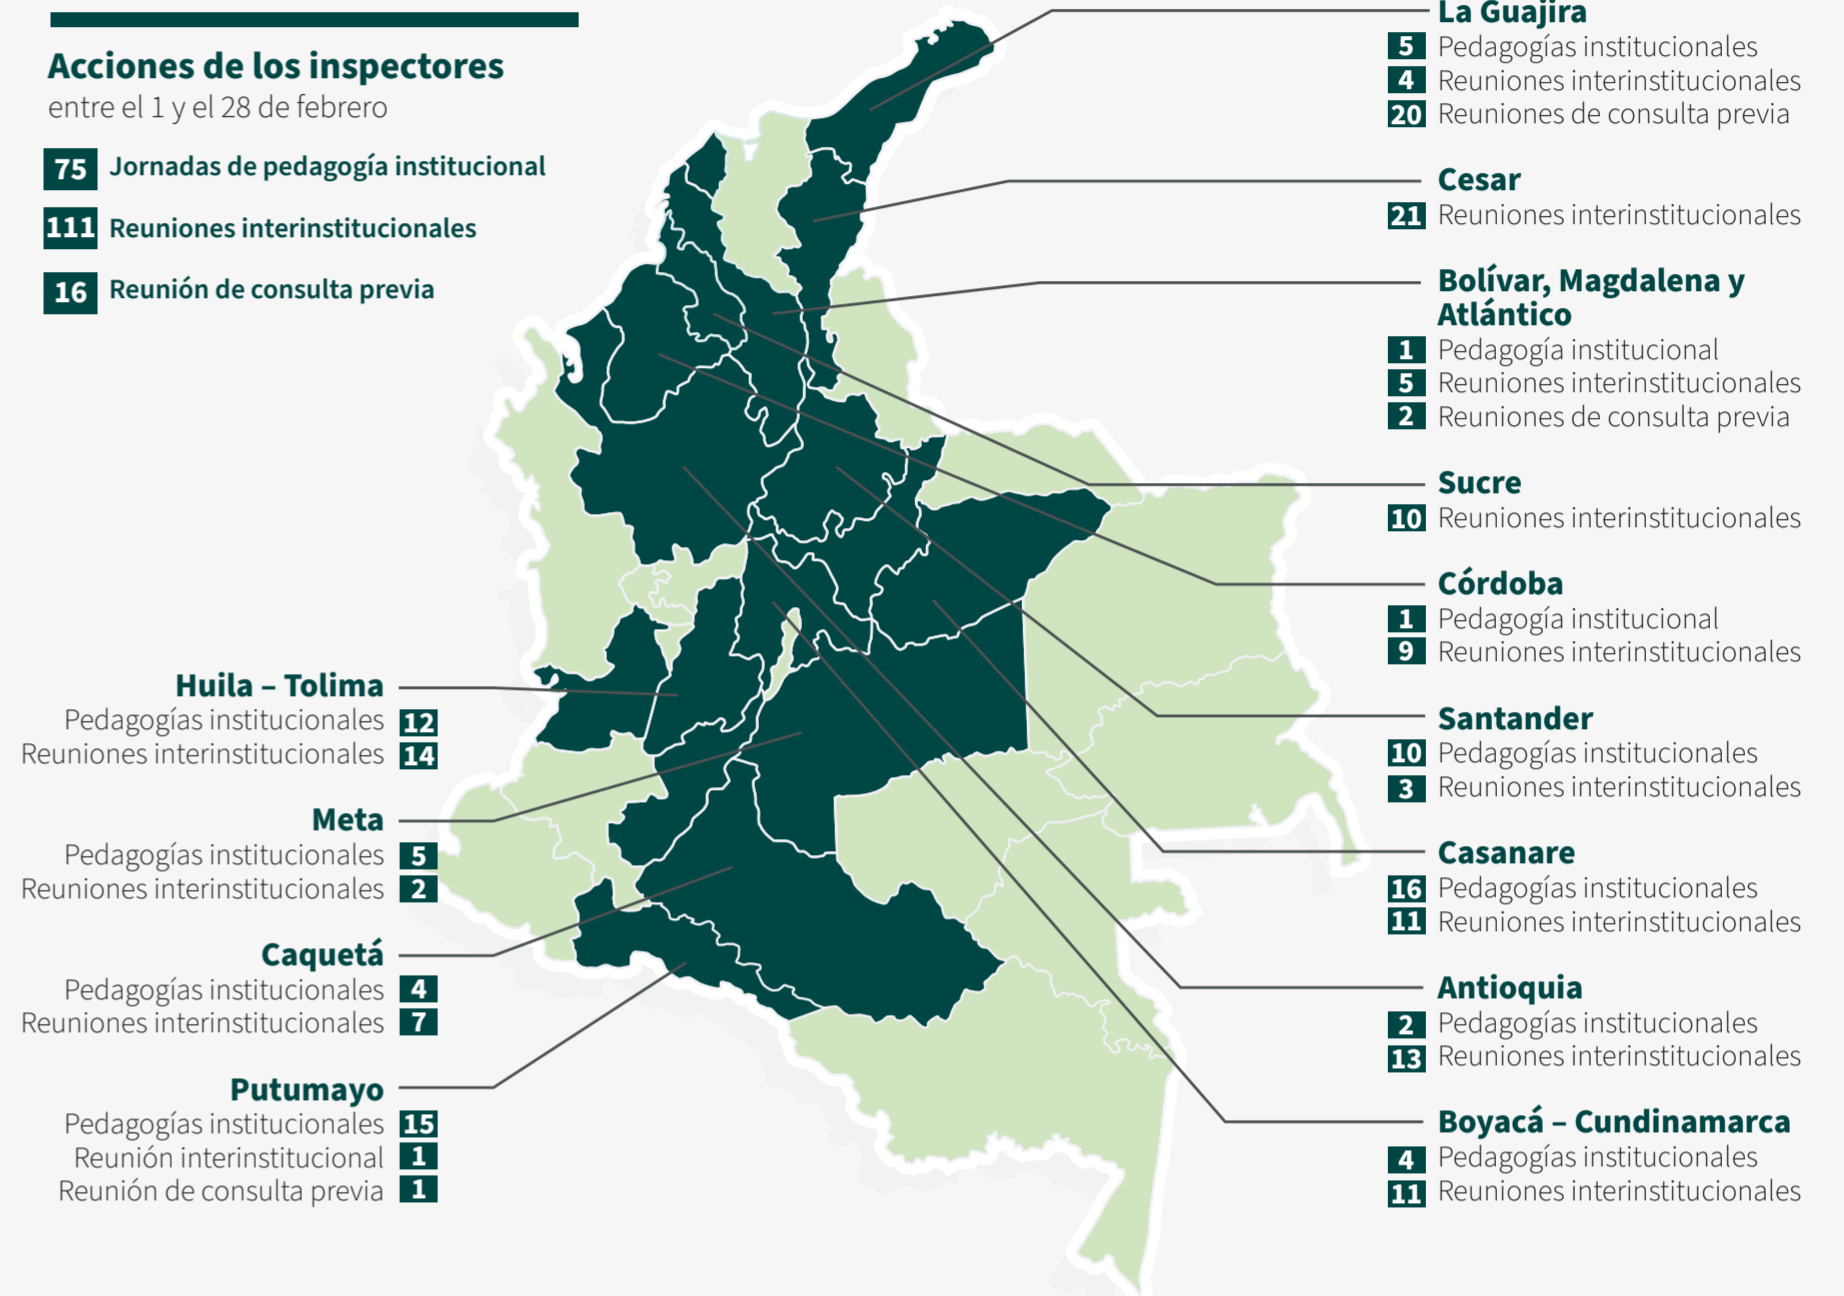 Acciones de los inspectores
entre el 1 y el 28 de febrero
75 Jornadas de pedagogía institucional
111 Reuniones interinstitucionales
16 Reunión de consulta previa
Huila – Tolima
Pedagogías institucionales 12
Reuniones interinstitucionales 14
Meta
Pedagogías institucionales 5
Reuniones interinstitucionales 2
Caquetá
Pedagogías institucionales 4
Reuniones interinstitucionales 7
Putumayo
Pedagogías institucionales 15
Reunión interinstitucional 1
Reunión de consulta previa 1
La Guajira
5 Pedagogías institucionales
4 Reuniones interinstitucionales
20 Reuniones de consulta previa
Cesar
21 Reuniones interinstitucionales
Bolívar, Magdalena y
Atlántico
1 Pedagogía institucional
5 Reuniones interinstitucionales
2 Reuniones de consulta previa
Sucre
10 Reuniones interinstitucionales
Córdoba
1 Pedagogía institucional
9 Reuniones interinstitucionales
Santander
10 Pedagogías institucionales
3 Reuniones interinstitucionales
Casanare
16 Pedagogías institucionales
11 Reuniones interinstitucionales
Antioquia
2 Pedagogías institucionales
13 Reuniones interinstitucionales
Boyacá – Cundinamarca
4 Pedagogías institucionales
11 Reuniones interinstitucionales